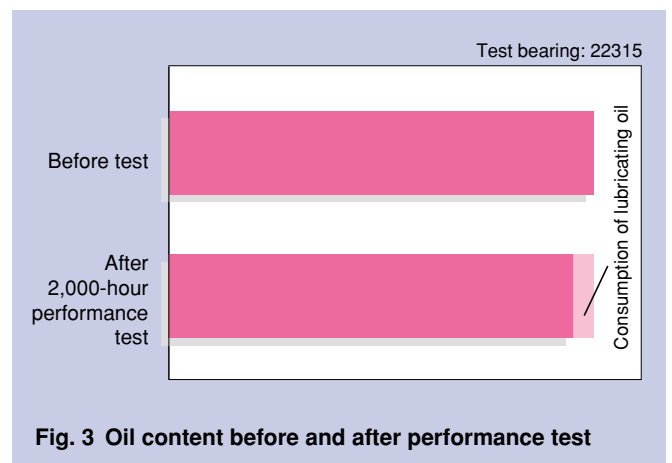 Test bearing: 22315
Before test
After
2,000-hour
performance
test
Consumption of lubricating oil
Fig. 3 Oil content before and after performance test